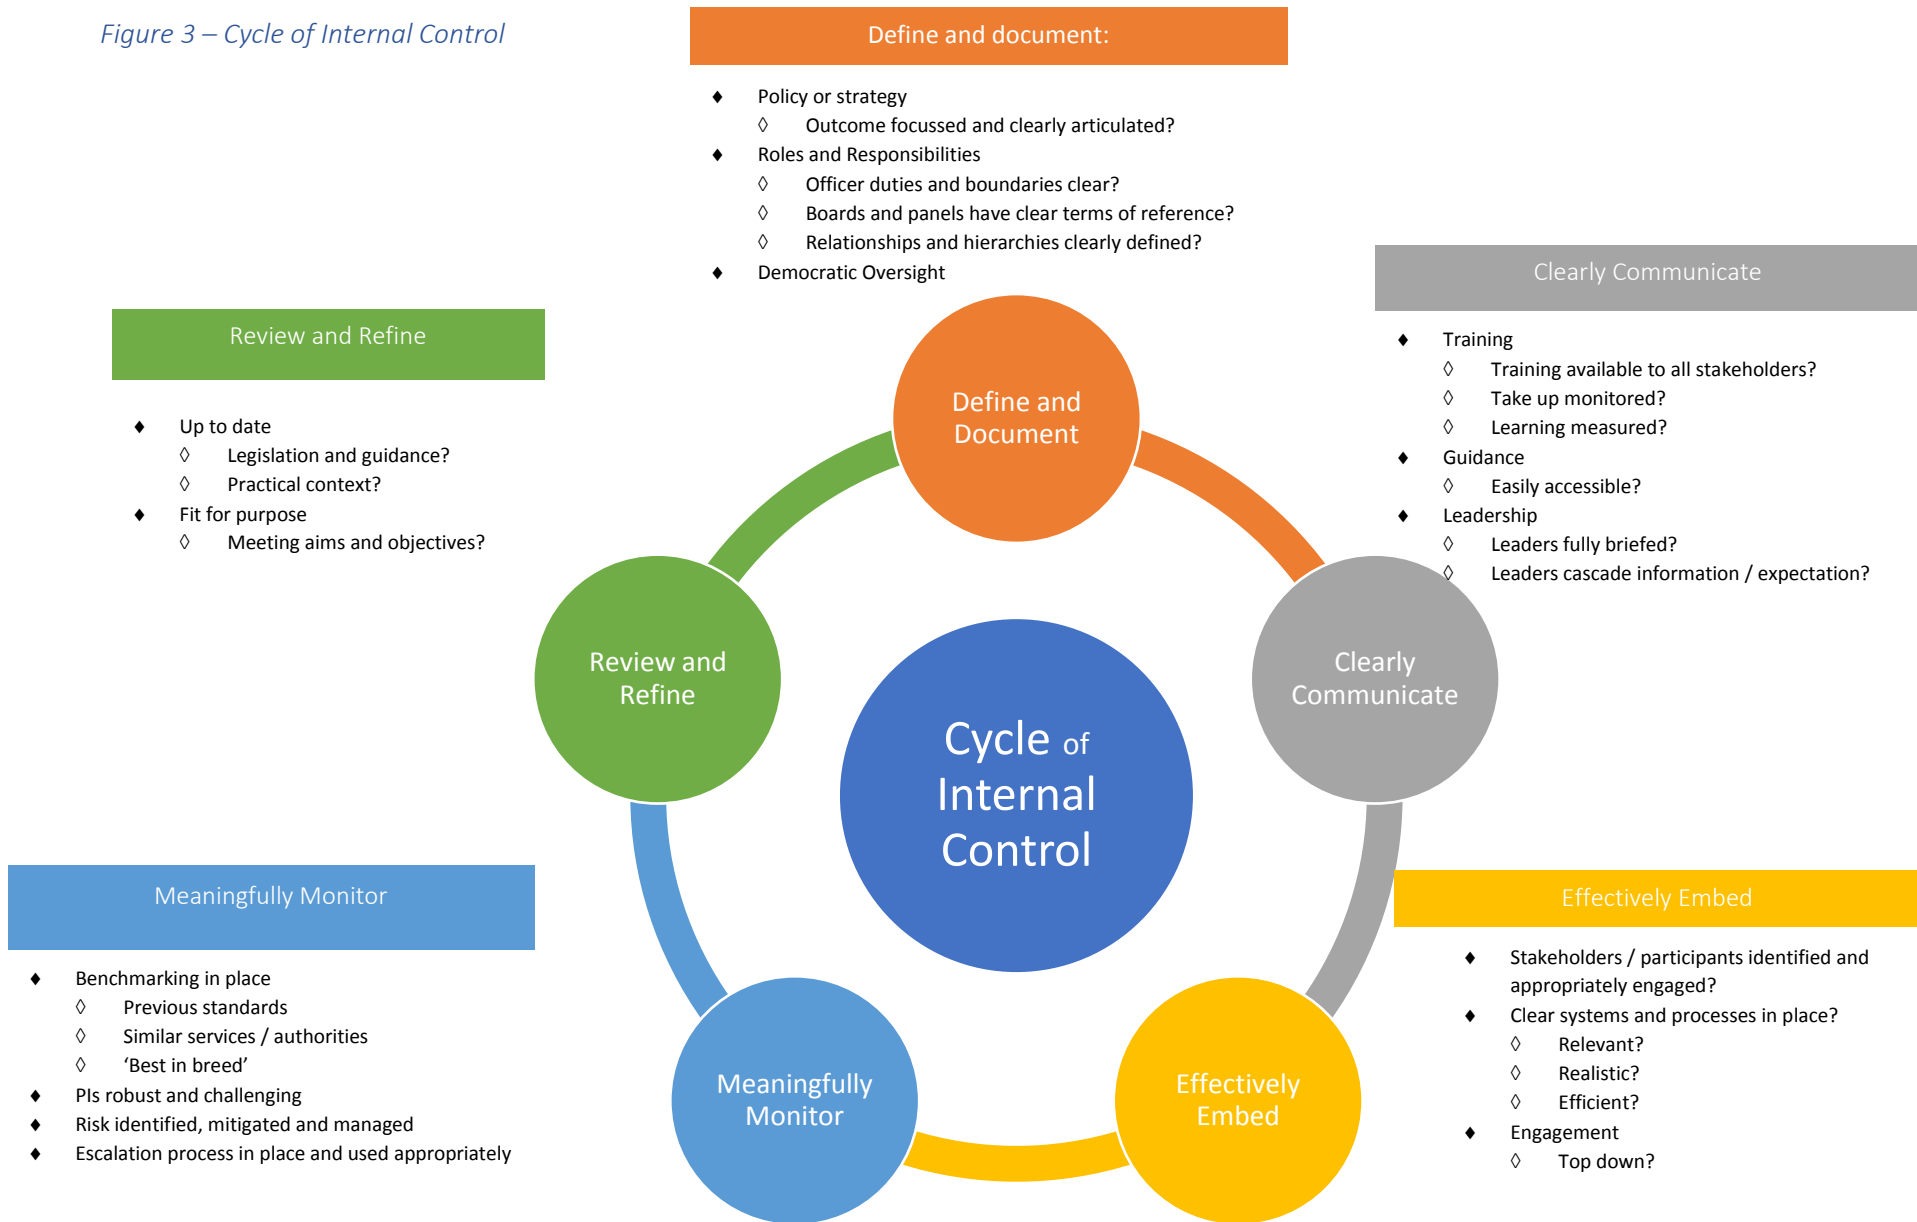 Figure 3 – Cycle of Internal Control
Define and document:
♦ Policy or strategy
◊ Outcome focussed and clearly articulated?
♦ Roles and Responsibilities
◊ Officer duties and boundaries clear?
◊ Boards and panels have clear terms of reference?
◊ Relationships and hierarchies clearly defined?
♦ Democratic Oversight
Clearly Communicate
♦ Training
◊ Training available to all stakeholders?
◊ Take up monitored?
◊ Learning measured?
♦ Guidance
◊ Easily accessible?
♦ Leadership
◊ Leaders fully briefed?
◊ Leaders cascade information / expectation?
Review and Refine
♦ Up to date
◊ Legislation and guidance?
◊ Practical context?
♦ Fit for purpose
◊ Meeting aims and objectives?
Define and
Document
Review and
Refine
Clearly
Communicate
Cycle of
Internal
Control
Meaningfully
Monitor
Effectively
Embed
Meaningfully Monitor
♦ Benchmarking in place
◊ Previous standards
◊ Similar services / authorities
◊ ‘Best in breed’
♦ PIs robust and challenging
♦ Risk identified, mitigated and managed
♦ Escalation process in place and used appropriately
Effectively Embed
♦ Stakeholders / participants identified and
appropriately engaged?
♦ Clear systems and processes in place?
◊ Relevant?
◊ Realistic?
◊ Efficient?
♦ Engagement
◊ Top down?